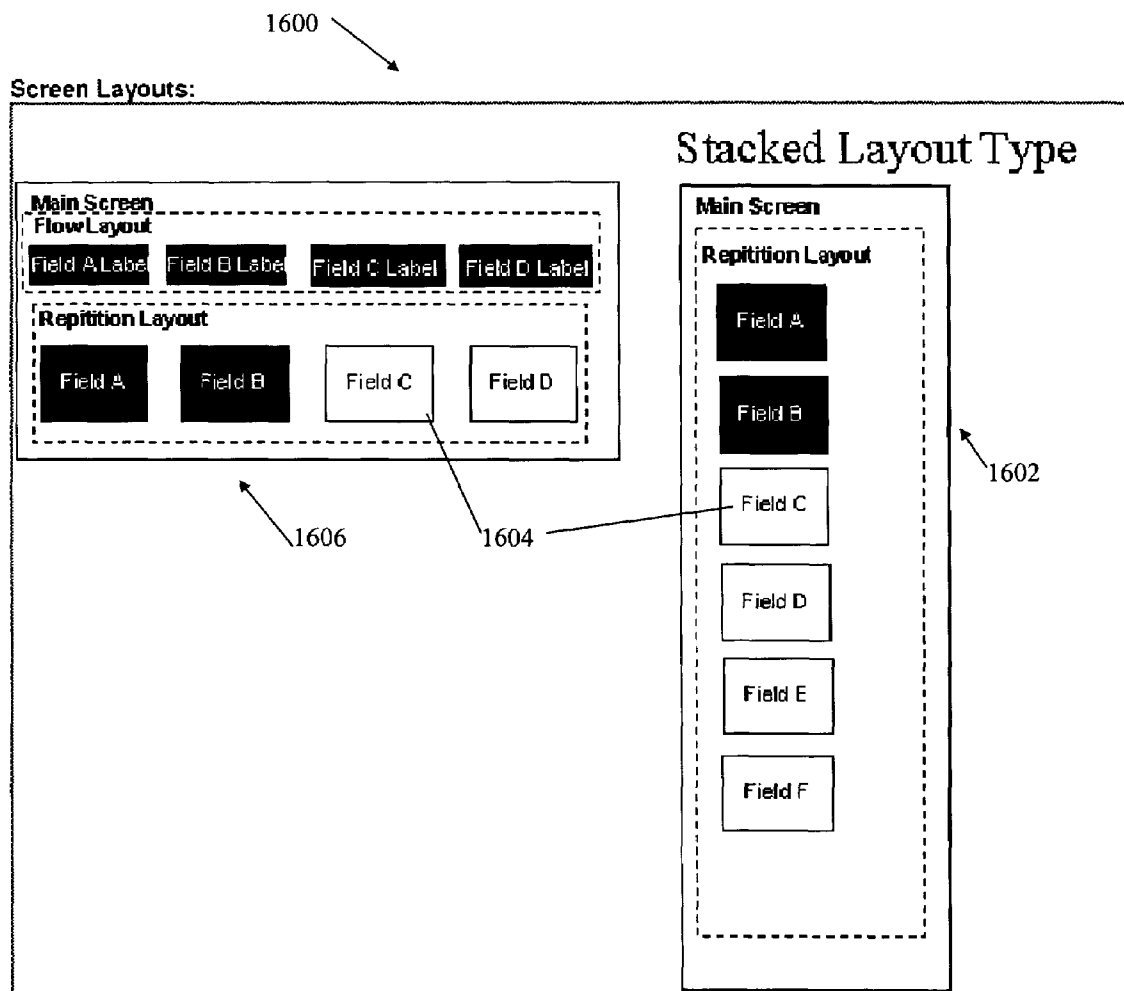 1600
Screen Layouts:
Stacked Layout Type
Main Screen
Flow Layout
Field A Label Field B Label Field C Label Field D Label
Repitition Layout
Field A Field B Field C Field D
1606
1604
Main Screen
Repitition Layout
Field A
Field B
Field C
Field D
Field E
Field F
1602